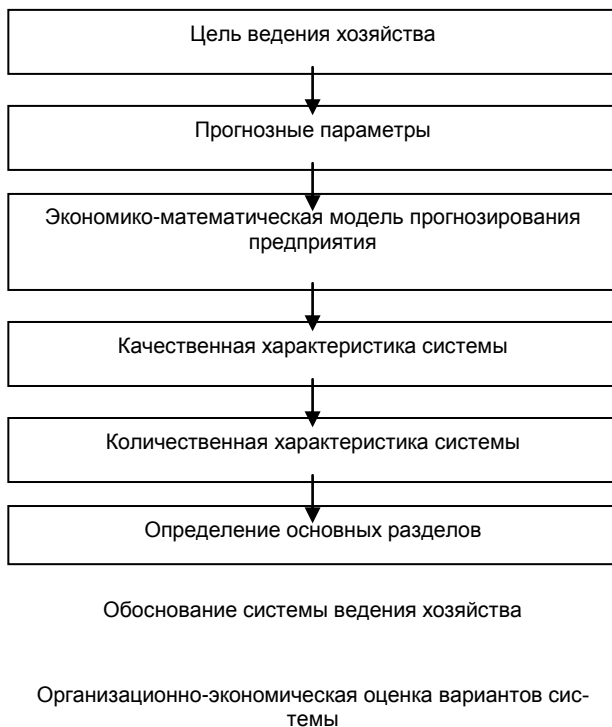 Цель ведения хозяйства
Прогнозные параметры
Экономико-математическая модель прогнозирования
предприятия
Качественная характеристика системы
Количественная характеристика системы
Определение основных разделов
Обоснование системы ведения хозяйства
Организационно-экономическая оценка вариантов сис-
темы